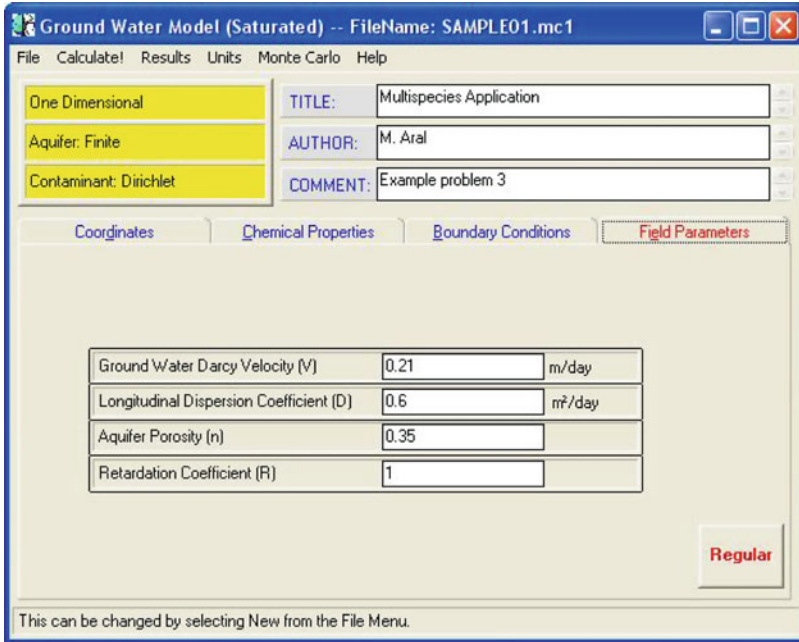 Ground Water Model (Saturated) -- FileName: SAMPLE01.mc1
File Calculate! Results Units Monte Carlo Help
One Dimensional
TITLE: Multispecies Application
Aquifer: Finite
AUTHOR: M. Aral
Contaminant: Dirichlet
COMMENT: Example problem 3
Coordinates Chemical Properties Boundary Conditions Field Parameters
Ground Water Darcy Velocity (V) 0.21 m/day
Longitudinal Dispersion Coefficient (D) 0.6 m²/day
Aquifer Porosity (n) 0.35
Retardation Coefficient (R) 1
Regular
This can be changed by selecting New from the File Menu.